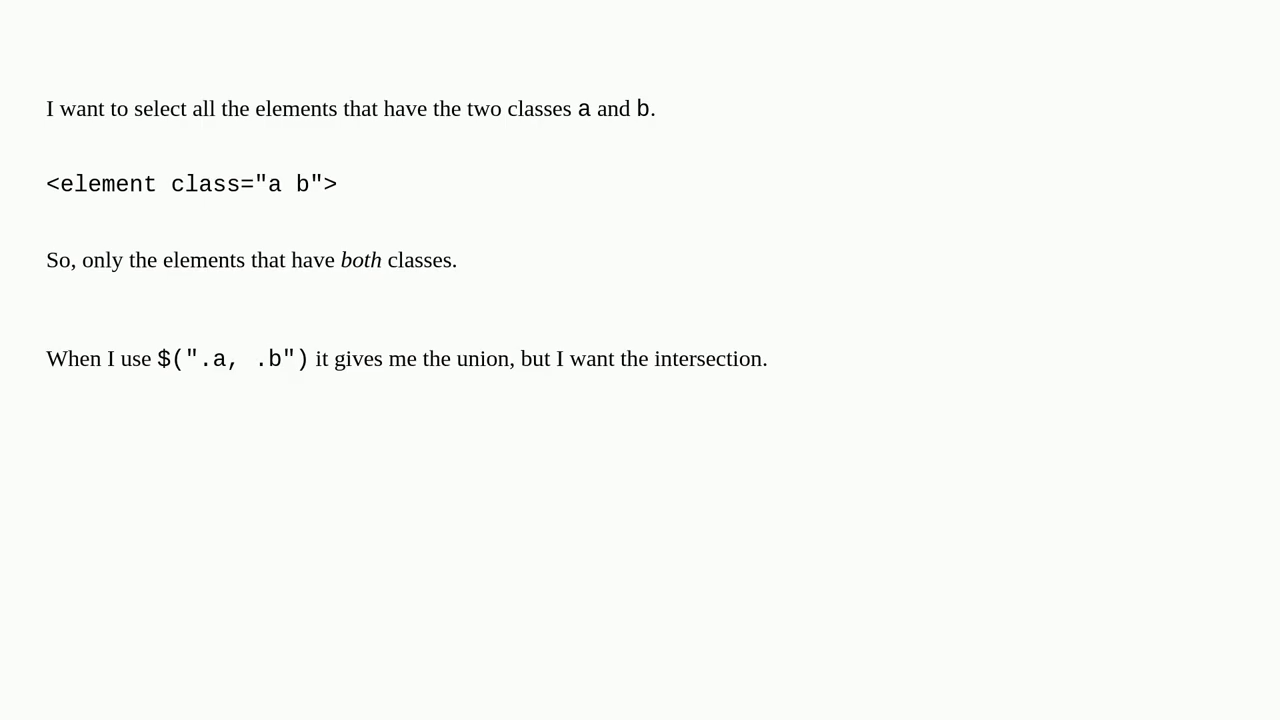 I want to select all the elements that have the two classes a and b.
<element class="a b">
So, only the elements that have both classes.
When I use $(".a, .b") it gives me the union, but I want the intersection.